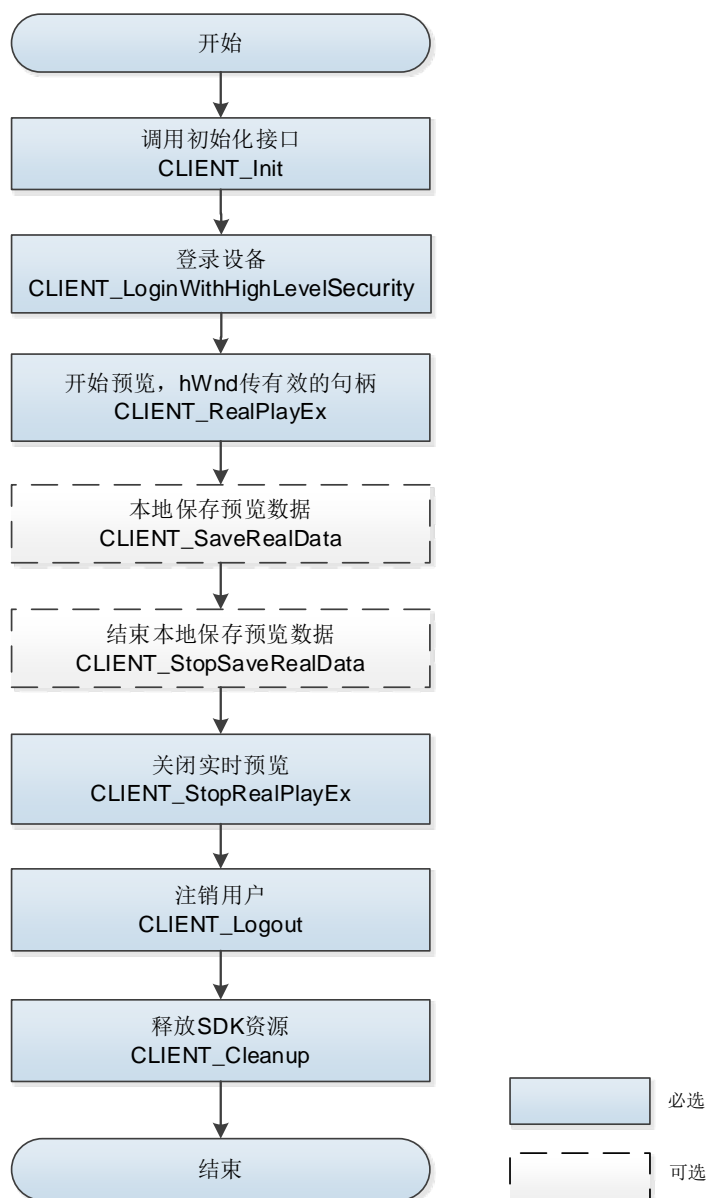 开始
调用初始化接口
CLIENT_Init
登录设备
CLIENT_LoginWithHighLevelSecurity
开始预览，hWnd传有效的句柄
CLIENT_RealPlayEx
本地保存预览数据
CLIENT_SaveRealData
结束本地保存预览数据
CLIENT_StopSaveRealData
关闭实时预览
CLIENT_StopRealPlayEx
注销用户
CLIENT_Logout
释放SDK资源
CLIENT_Cleanup
结束
必选
可选